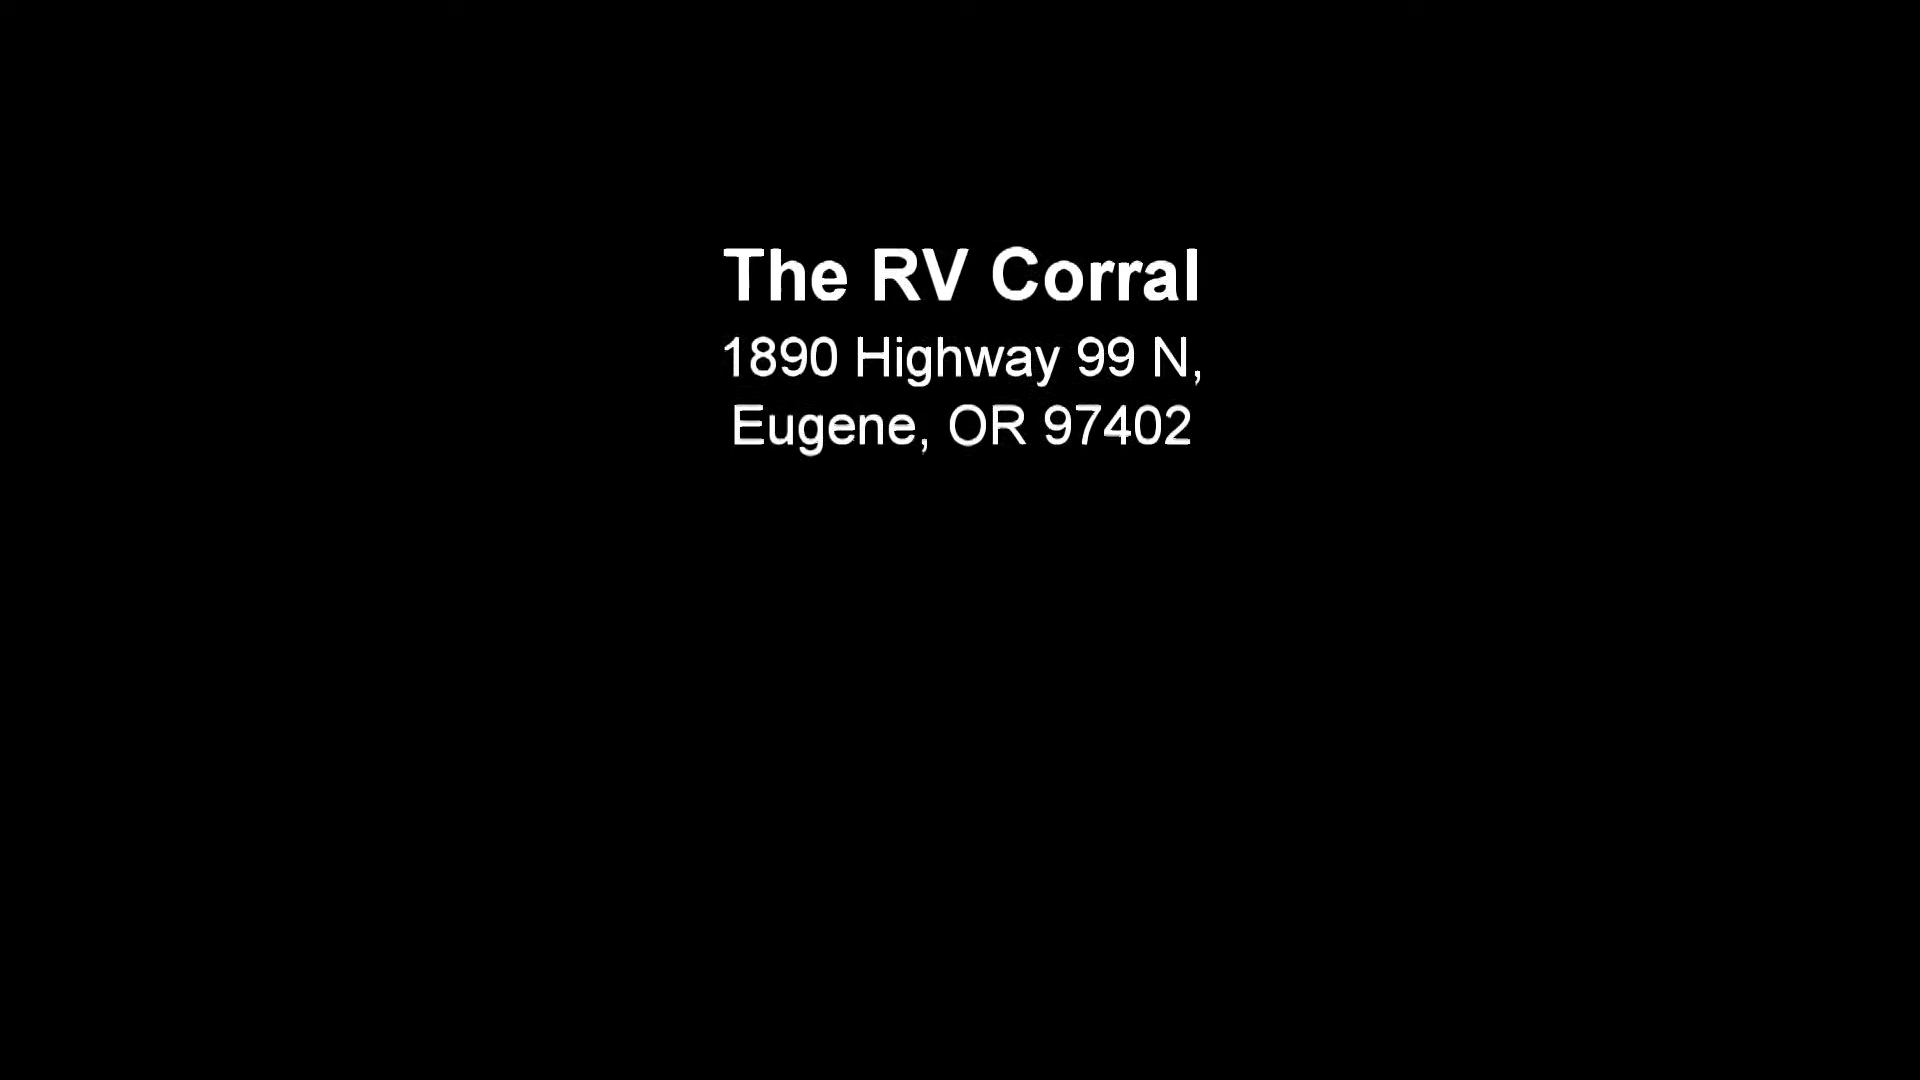 The RV Corral
1890 Highway 99 N,
Eugene, OR 97402